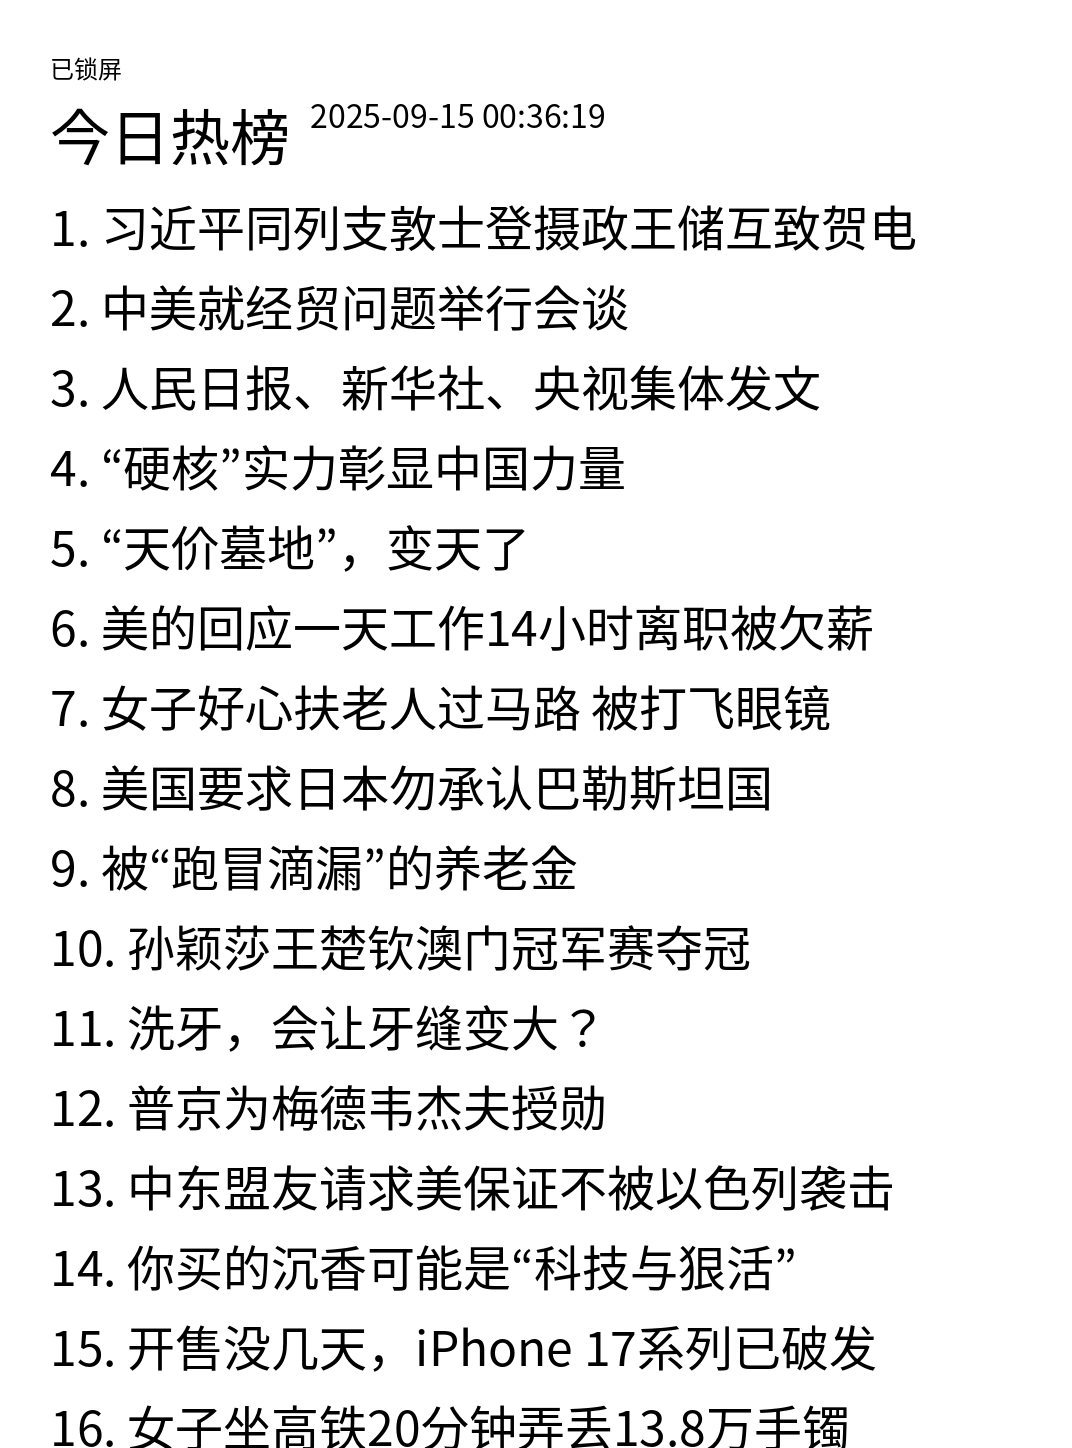 已锁屏
今日热榜 2025-09-15 00:36:19
1. 习近平同列支敦士登摄政王储互致贺电
2. 中美就经贸问题举行会谈
3. 人民日报、新华社、央视集体发文
4. “硬核”实力彰显中国力量
5. “天价墓地”，变天了
6. 美的回应一天工作14小时离职被欠薪
7. 女子好心扶老人过马路 被打飞眼镜
8. 美国要求日本勿承认巴勒斯坦国
9. 被“跑冒滴漏”的养老金
10. 孙颖莎王楚钦澳门冠军赛夺冠
11. 洗牙，会让牙缝变大？
12. 普京为梅德韦杰夫授勋
13. 中东盟友请求美保证不被以色列袭击
14. 你买的沉香可能是“科技与狠活”
15. 开售没几天，iPhone 17系列已破发
16. 女子坐高铁20分钟弄丢13.8万手镯